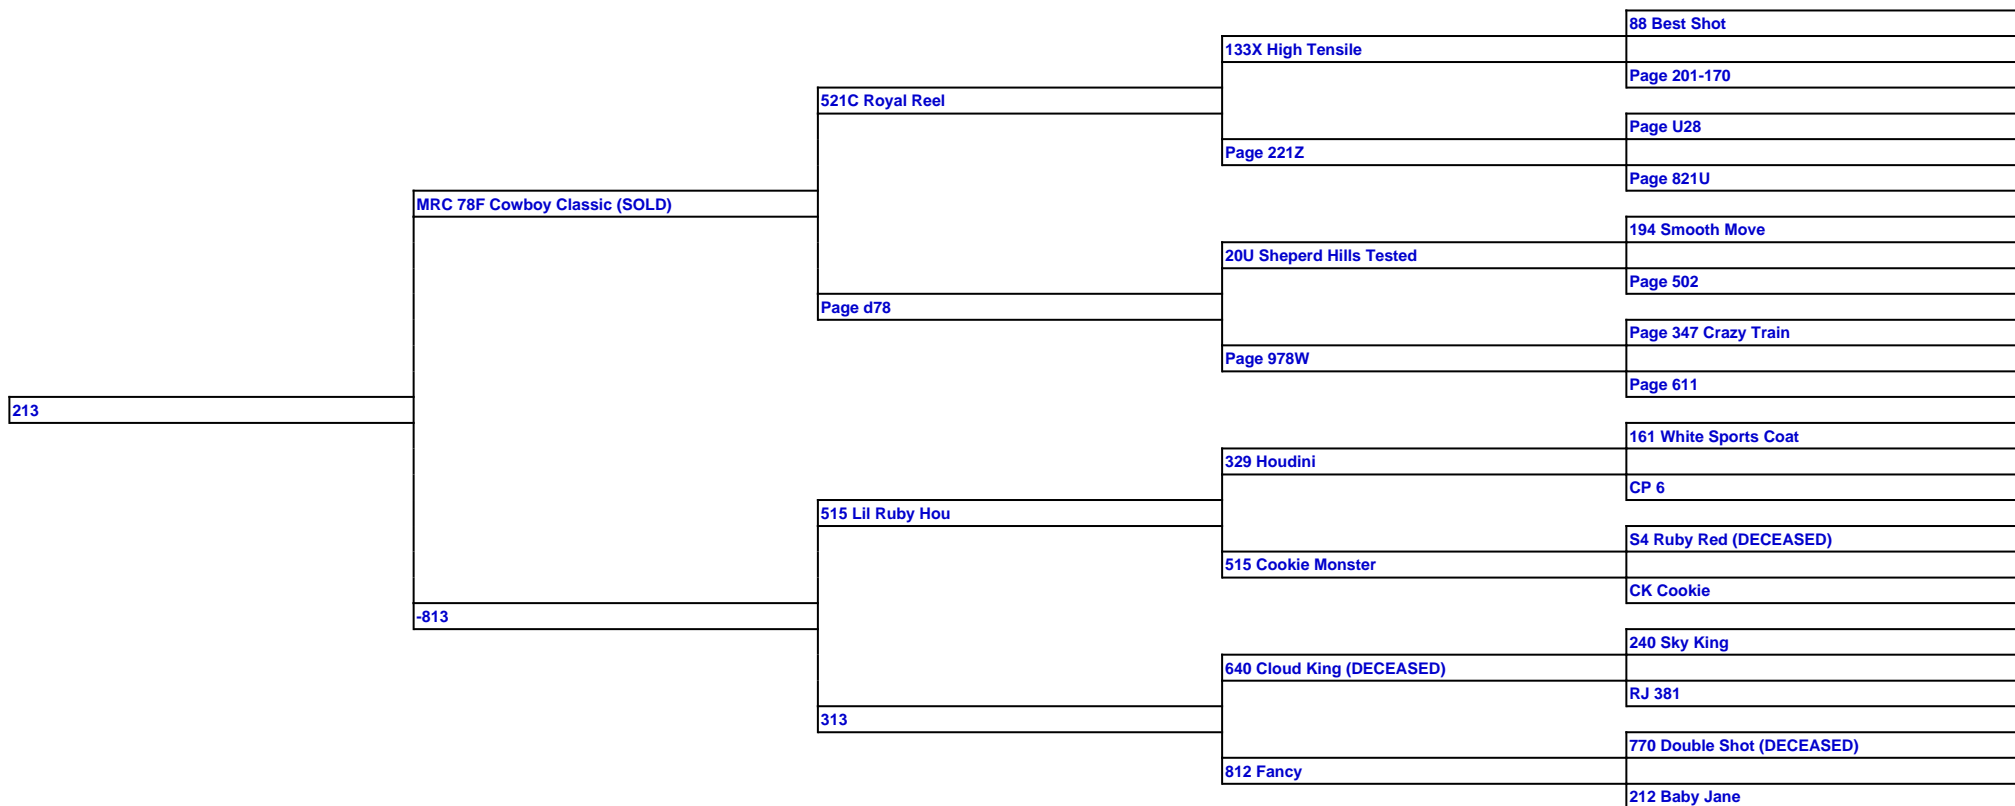 88 Best Shot
133X High Tensile
Page 201-170
521C Royal Reel
Page U28
Page 221Z
Page 821U
MRC 78F Cowboy Classic (SOLD)
194 Smooth Move
20U Sheperd Hills Tested
Page 502
Page d78
Page 347 Crazy Train
Page 978W
Page 611
213
161 White Sports Coat
329 Houdini
CP 6
515 Lil Ruby Hou
S4 Ruby Red (DECEASED)
515 Cookie Monster
CK Cookie
-813
240 Sky King
640 Cloud King (DECEASED)
RJ 381
313
770 Double Shot (DECEASED)
812 Fancy
212 Baby Jane